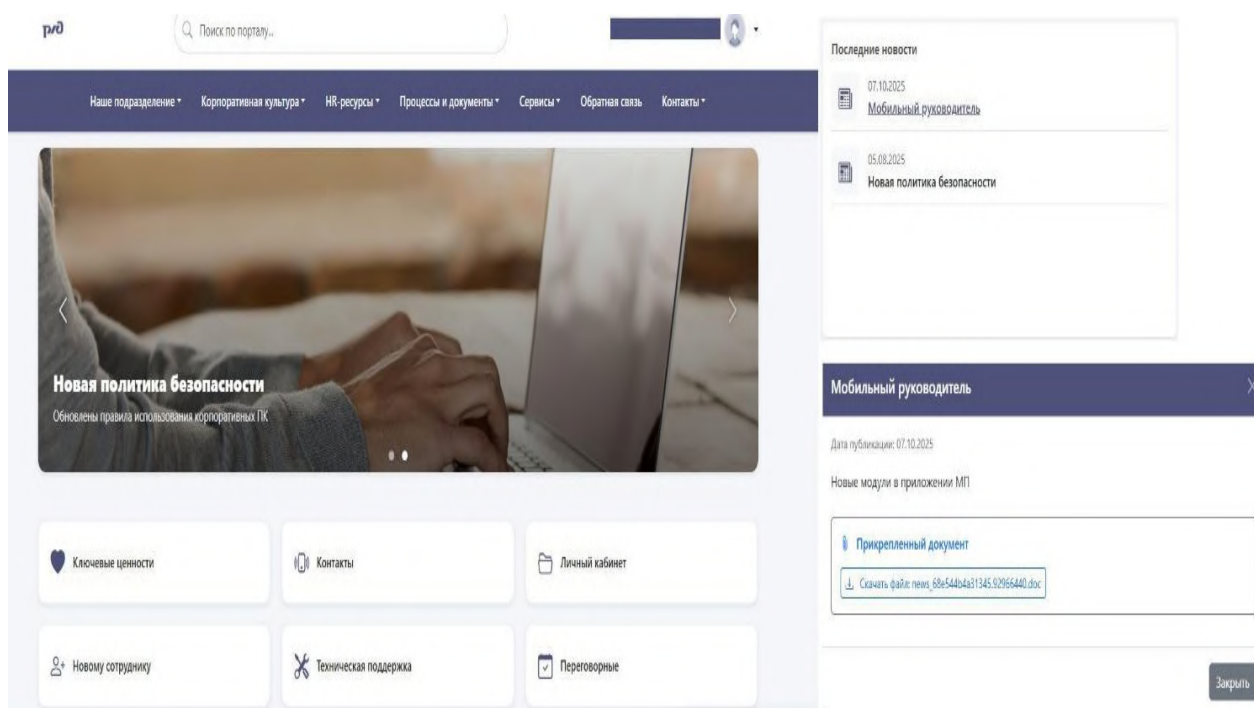 ржд
Поиск по порталу...
Наше подразделение
Корпоративная культура
HR-ресурсы
Процессы и документы
Сервисы
Обратная связь
Контакты
Новая политика безопасности
Обновлены правила использования корпоративных ПК
Ключевые ценности
Контакты
Личный кабинет
Новому сотруднику
Техническая поддержка
Переговорные
Последние новости
07.10.2025
Мобильный руководитель
05.08.2025
Новая политика безопасности
Мобильный руководитель
Дата публикации: 07.10.2025
Новые модули в приложении МП
Прикрепленный документ
Скачать файл: news_68e544b4a31345.92966440.doc
Закрыть